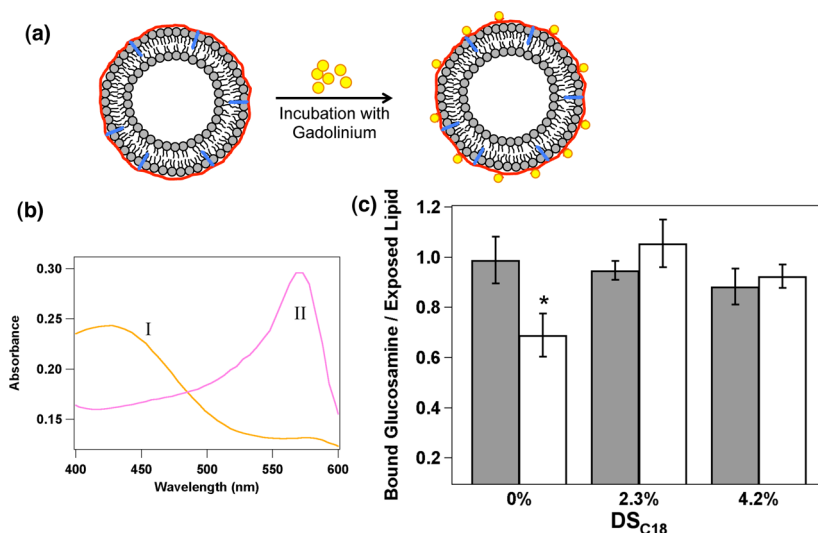 (a)
Incubation with
Gadolinium
(b)
Absorbance
0.30
0.25
0.20
0.15
I
II
400 450 500 550 600
Wavelength (nm)
(c)
Bound Glucosamine / Exposed Lipid
1.2
1.0
0.8
0.6
0.4
0.2
*
0% 2.3% 4.2%
DSC18